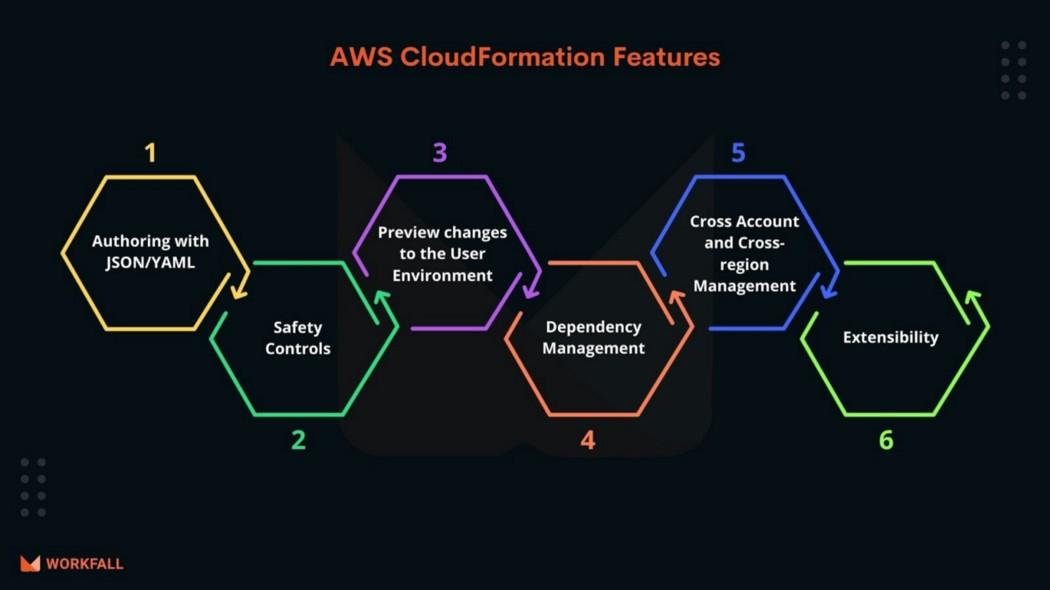 AWS CloudFormation Features
1
Authoring with
JSON/YAML
Safety
Controls
2
3
Preview changes
to the User
Environment
Dependency
Management
4
5
Cross Account
and Cross-
region
Management
Extensibility
6
WORKFALL